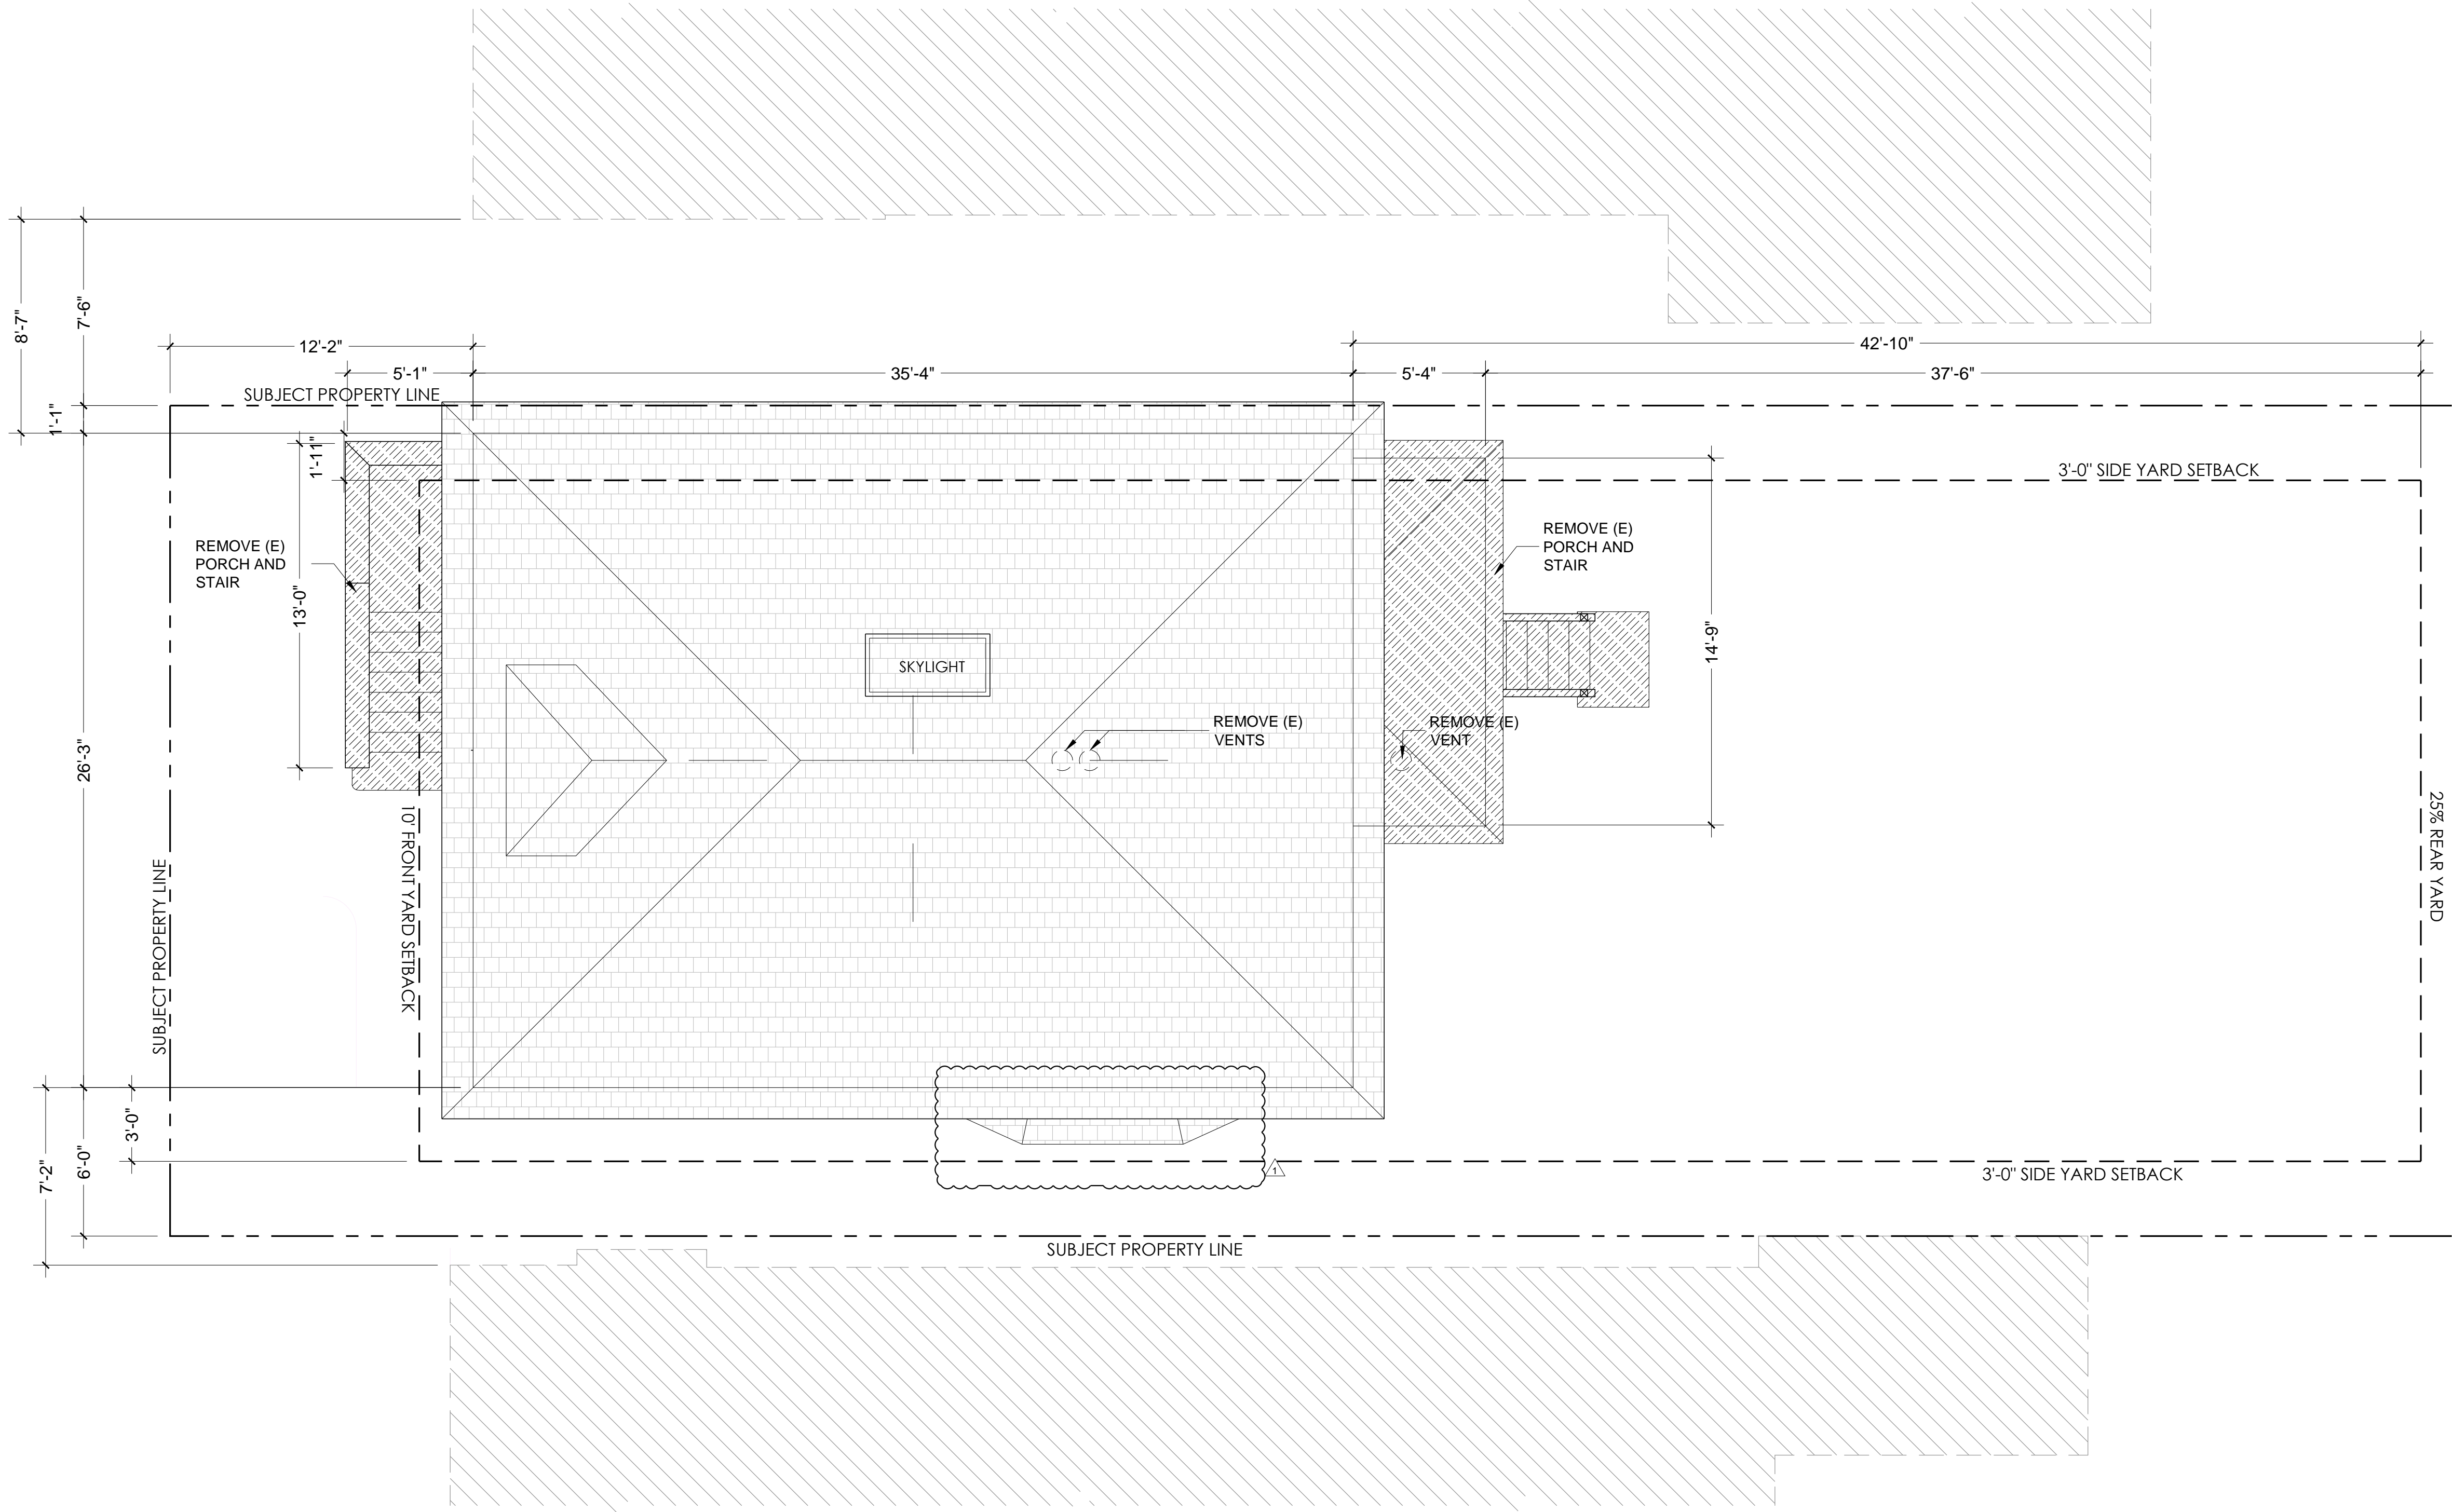 8'-7"
7'-6"
12'-2"
42'-10"
5'-1"
35'-4"
5'-4"
37'-6"
SUBJECT PROPERTY LINE
1'-1"
1'-11"
3'-0" SIDE YARD SETBACK
REMOVE (E)
PORCH AND
STAIR
REMOVE (E)
PORCH AND
STAIR
13'-0"
14'-9"
SKYLIGHT
REMOVE (E)
VENTS
REMOVE (E)
VENT
26'-3"
10' FRONT YARD SETBACK
25% REAR YARD
SUBJECT PROPERTY LINE
3'-0"
6'-0"
7'-2"
1
3'-0" SIDE YARD SETBACK
SUBJECT PROPERTY LINE